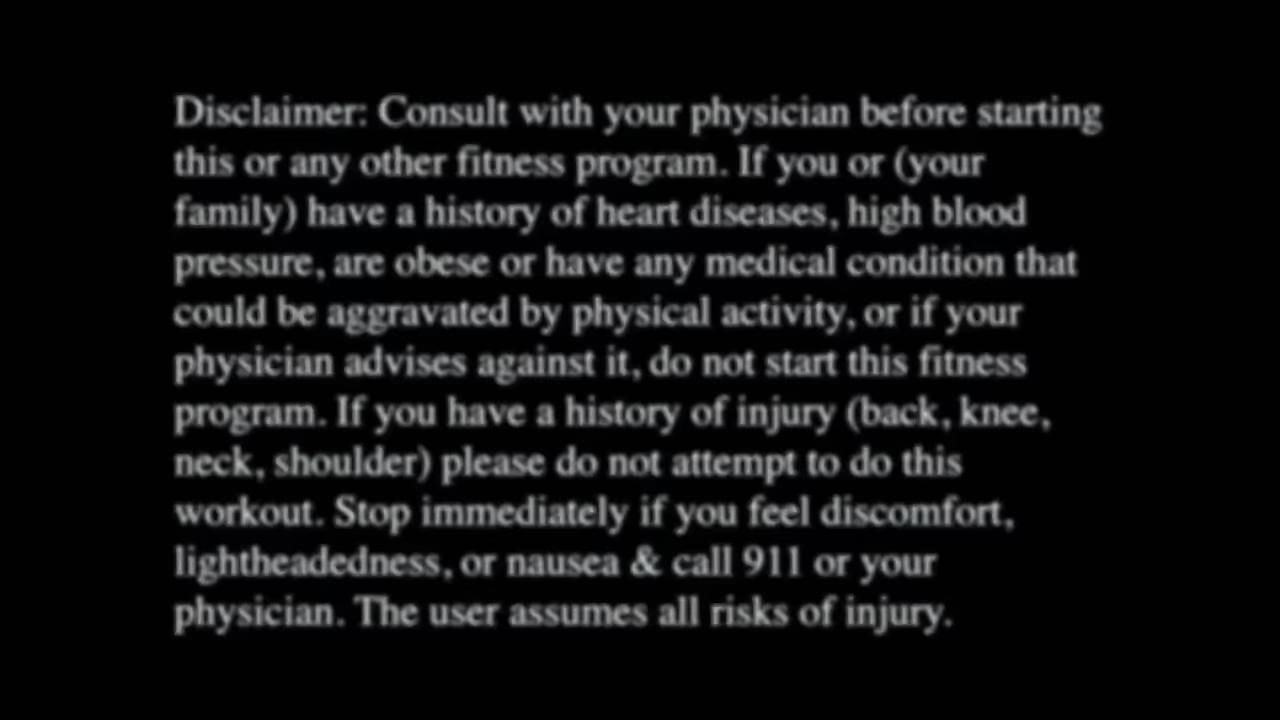 Disclaimer: Consult with your physician before starting
this or any other fitness program. If you or (your
family) have a history of heart diseases, high blood
pressure, are obese or have any medical condition that
could be aggravated by physical activity, or if your
physician advises against it, do not start this fitness
program. If you have a history of injury (back, knee,
neck, shoulder) please do not attempt to do this
workout. Stop immediately if you feel discomfort,
lightheadedness, or nausea & call 911 or your
physician. The user assumes all risks of injury.